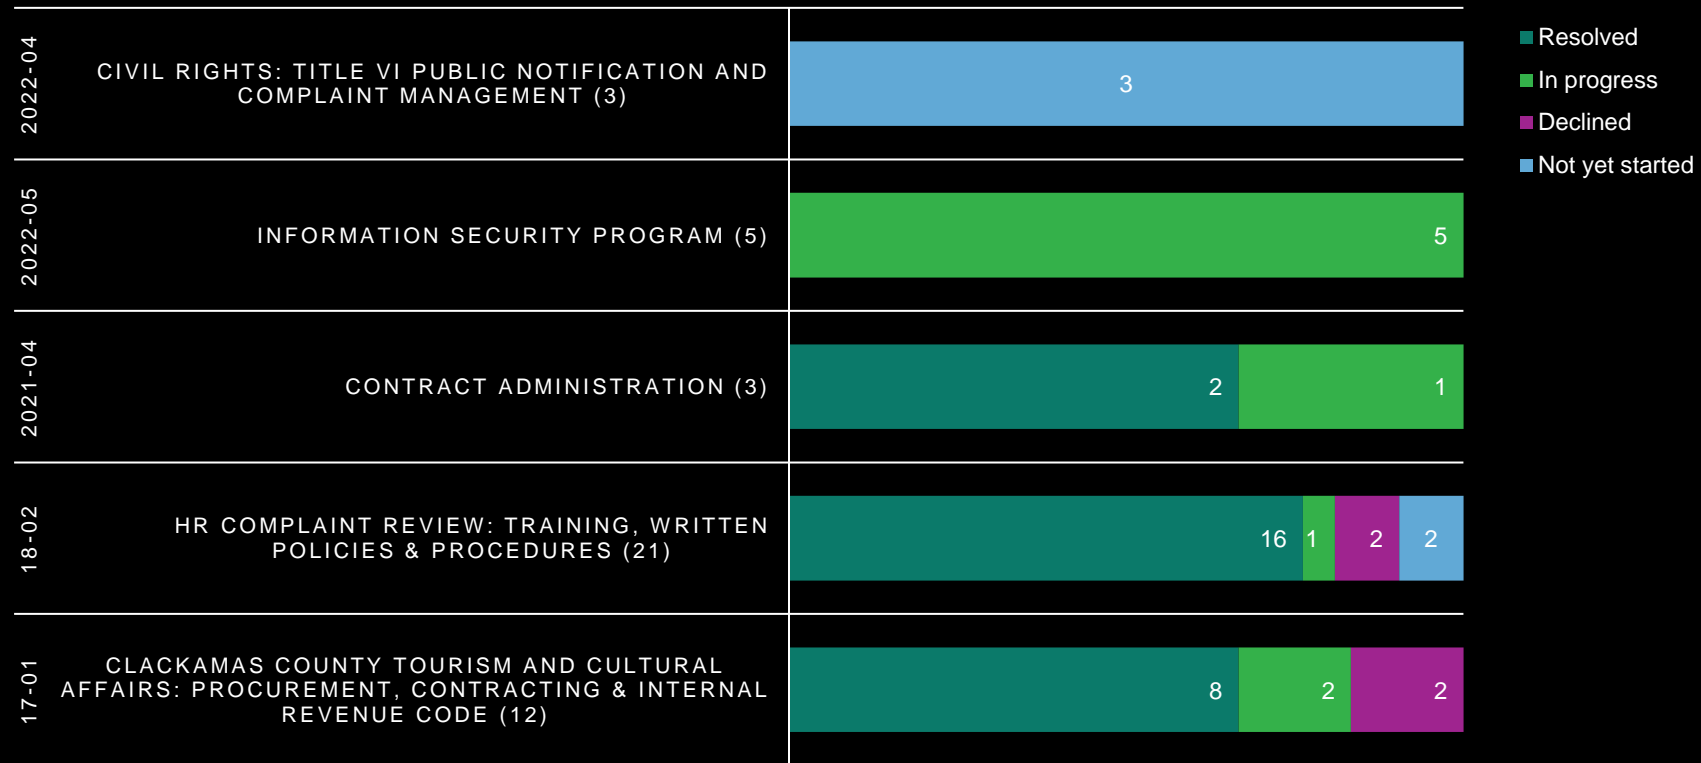 2022-04
CIVIL RIGHTS: TITLE VI PUBLIC NOTIFICATION AND
COMPLAINT MANAGEMENT (3)
3
2022-05
INFORMATION SECURITY PROGRAM (5)
5
2021-04
CONTRACT ADMINISTRATION (3)
2 1
18-02
HR COMPLAINT REVIEW: TRAINING, WRITTEN
POLICIES & PROCEDURES (21)
16 1 2 2
17-01
CLACKAMAS COUNTY TOURISM AND CULTURAL
AFFAIRS: PROCUREMENT, CONTRACTING & INTERNAL
REVENUE CODE (12)
8 2 2
Resolved
In progress
Declined
Not yet started